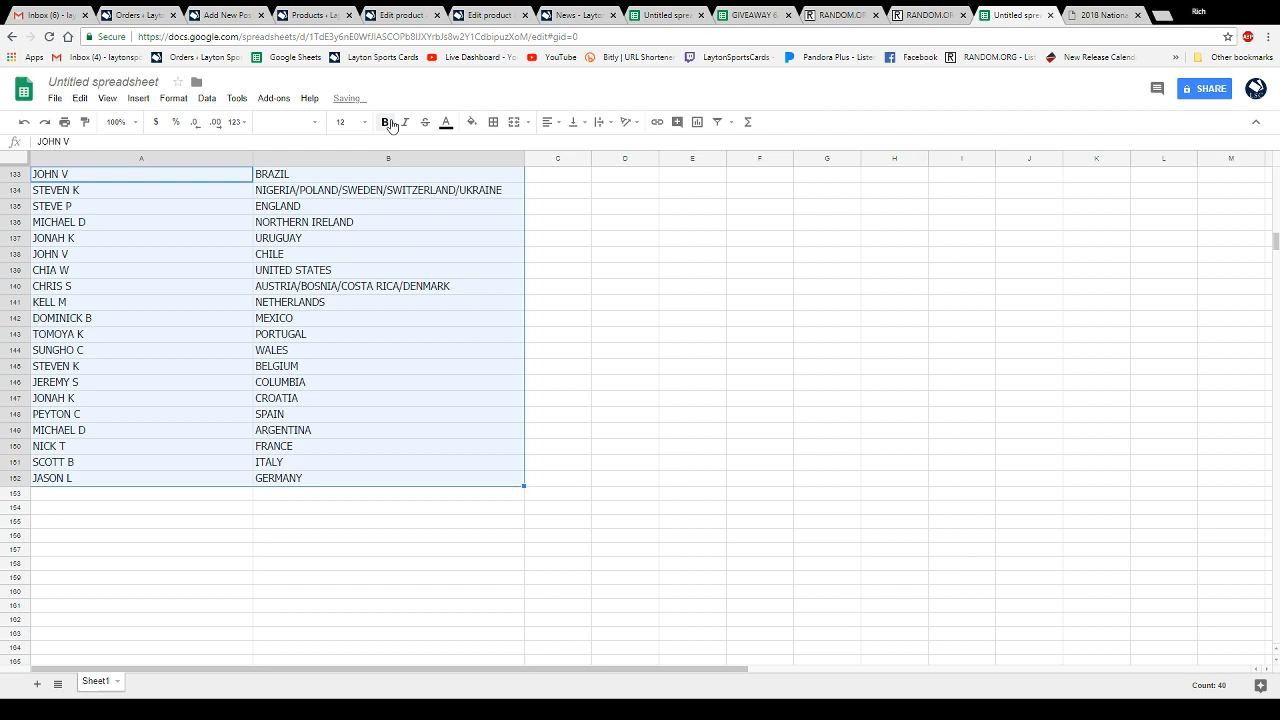 Inbox (6) - lay
Orders ‹ Layton
Add New Pos
Products ‹ Layt
Edit product
Edit product
News - Layto
Untitled spre
GIVEAWAY 6
RANDOM.OR
RANDOM.OR
Untitled spre
2018 Nationa
Rich
Secure
https://docs.google.com/spreadsheets/d/1TdE3y6nE0WfJIASCOPb8IJXYrbJs8w2Y1CdbipuzXoM/edit#gid=0
Apps
Inbox (4) - laytonsp
Orders ‹ Layton Spo
Google Sheets
Live Dashboard - Yo
YouTube
Bitly | URL Shortener
LaytonSportsCards -
Pandora Plus - Listen
Facebook
RANDOM.ORG - Lis
New Release Calend
»
Other bookmarks
Untitled spreadsheet
File Edit View Insert Format Data Tools Add-ons Help Saving...
SHARE
100% $ % .0 .00 123 12 B I S A Σ
fx JOHN V
A B C D E F G H I J K L M
133 JOHN V BRAZIL
134 STEVEN K NIGERIA/POLAND/SWEDEN/SWITZERLAND/UKRAINE
135 STEVE P ENGLAND
136 MICHAEL D NORTHERN IRELAND
137 JONAH K URUGUAY
138 JOHN V CHILE
139 CHIA W UNITED STATES
140 CHRIS S AUSTRIA/BOSNIA/COSTA RICA/DENMARK
141 KELL M NETHERLANDS
142 DOMINICK B MEXICO
143 TOMOYA K PORTUGAL
144 SUNGHO C WALES
145 STEVEN K BELGIUM
146 JEREMY S COLUMBIA
147 JONAH K CROATIA
148 PEYTON C SPAIN
149 MICHAEL D ARGENTINA
150 NICK T FRANCE
151 SCOTT B ITALY
152 JASON L GERMANY
153
154
155
156
157
158
159
160
161
162
163
164
165
Sheet1
Count: 40